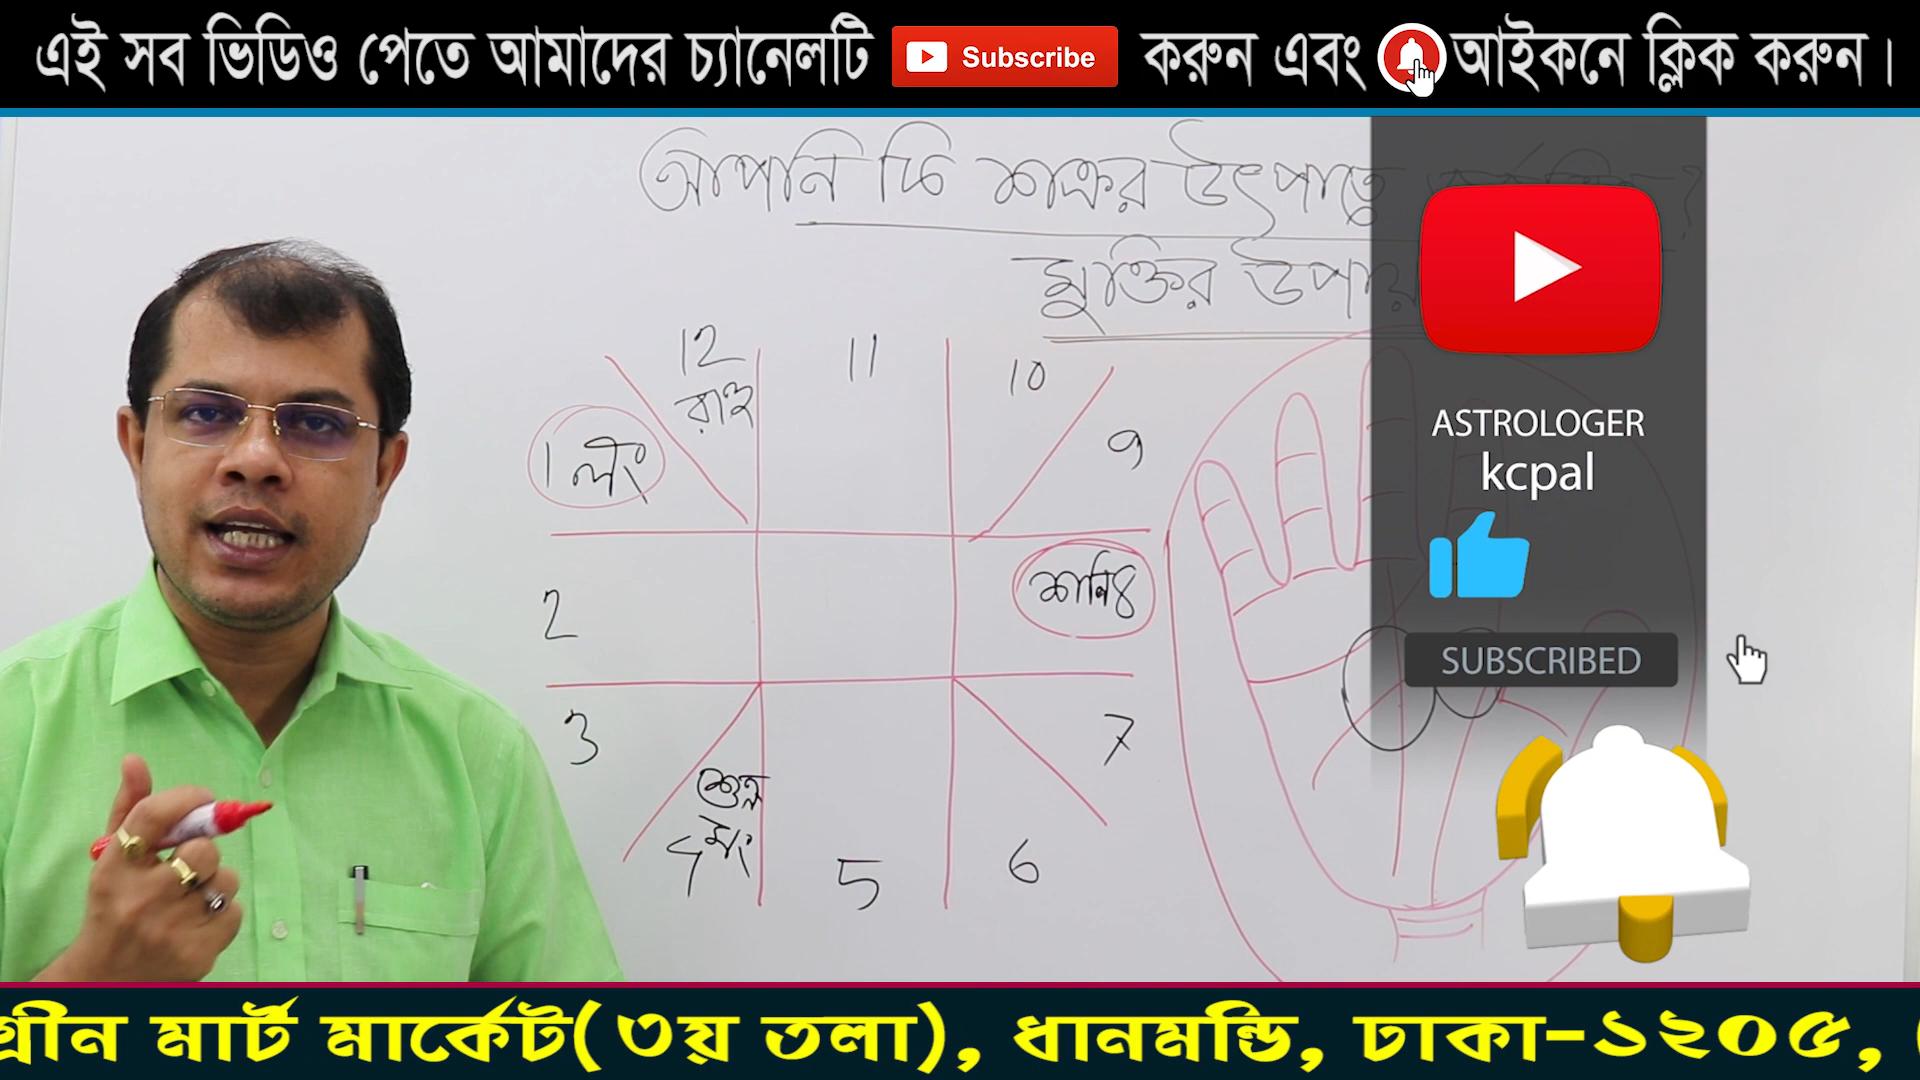 এই সব ভিডিও পেতে আমাদের চ্যানেলটি Subscribe করুন এবং আইকনে ক্লিক করুন।
আপনি কি শত্রুর উৎপাতে
মুক্তির উপায়
ASTROLOGER
kcpal
SUBSCRIBED
12 11 10
রাহু
1 লং 9
2 শনি 8
3 7
শুক্র
4 মং 5 6
গ্রীন মার্ট মার্কেট(৩য় তলা), ধানমন্ডি, ঢাকা-১২০৫,